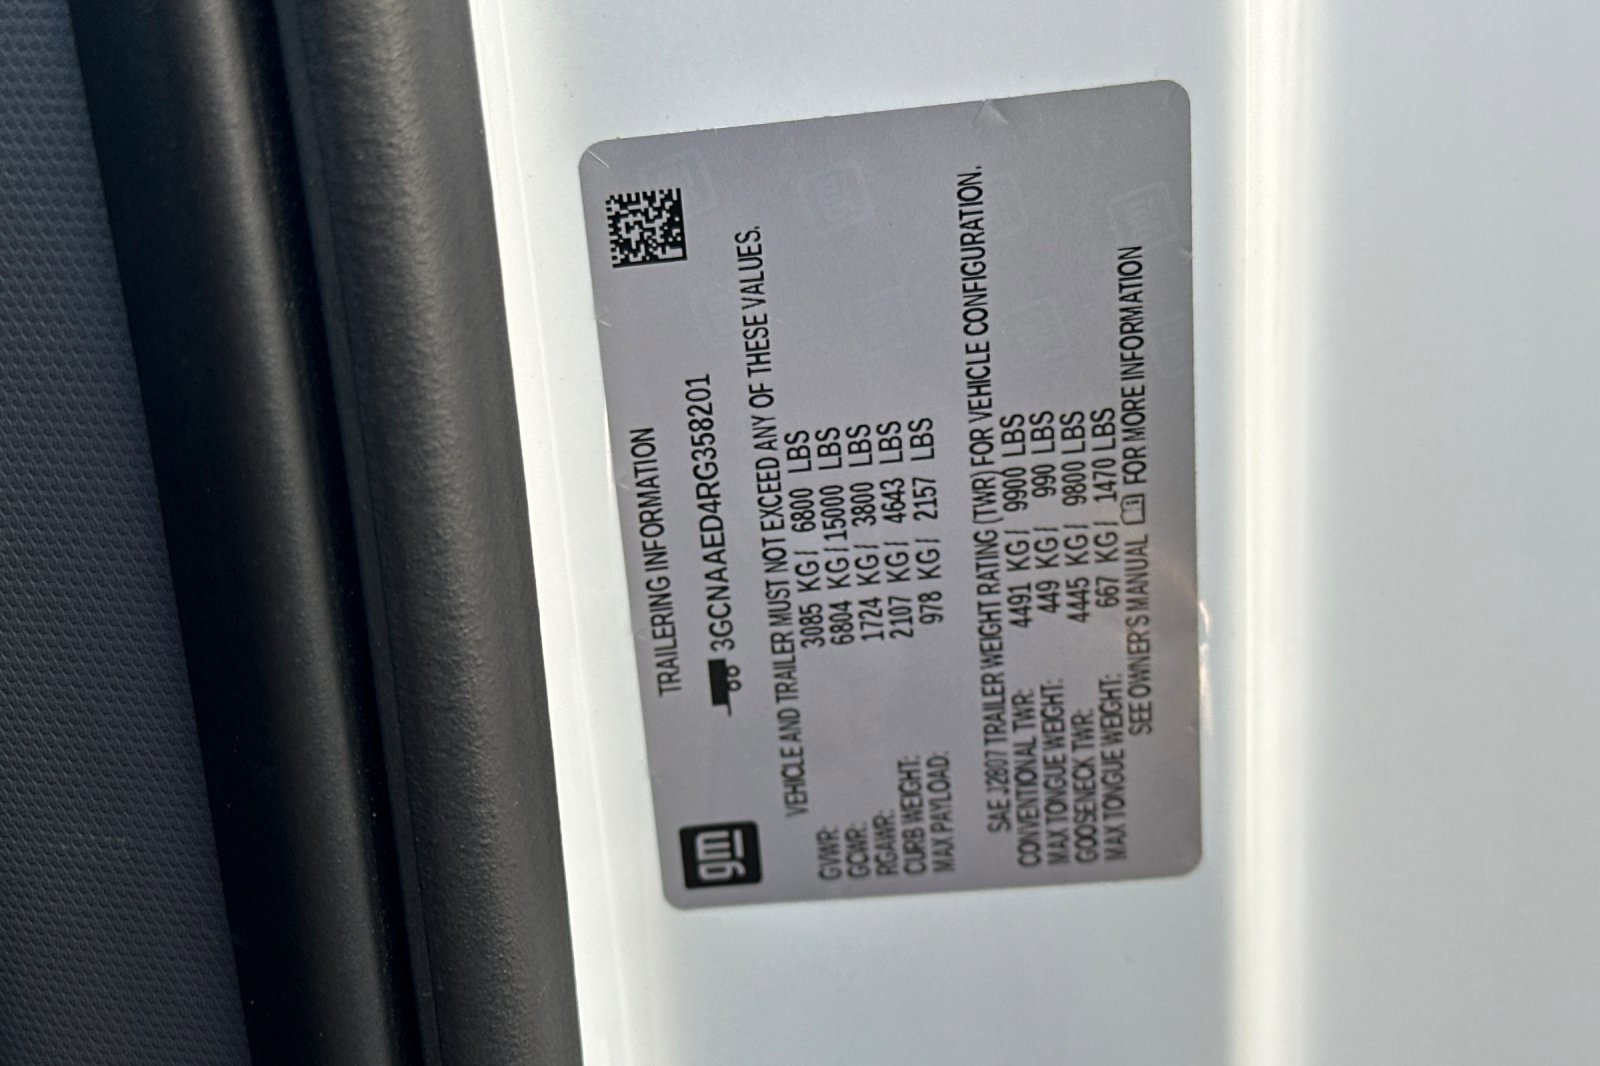 TRAILERING INFORMATION
3GCNAAED4RG358201
gm
VEHICLE AND TRAILER MUST NOT EXCEED ANY OF THESE VALUES.
GVWR: 3085 KG / 6800 LBS
GCWR: 6804 KG / 15000 LBS
RGAWR: 1724 KG / 3800 LBS
CURB WEIGHT: 2107 KG / 4643 LBS
MAX PAYLOAD: 978 KG / 2157 LBS
SAE J2807 TRAILER WEIGHT RATING (TWR) FOR VEHICLE CONFIGURATION.
CONVENTIONAL TWR: 4491 KG / 9900 LBS
MAX TONGUE WEIGHT: 449 KG / 990 LBS
GOOSENECK TWR: 4445 KG / 9800 LBS
MAX TONGUE WEIGHT: 667 KG / 1470 LBS
SEE OWNER'S MANUAL FOR MORE INFORMATION